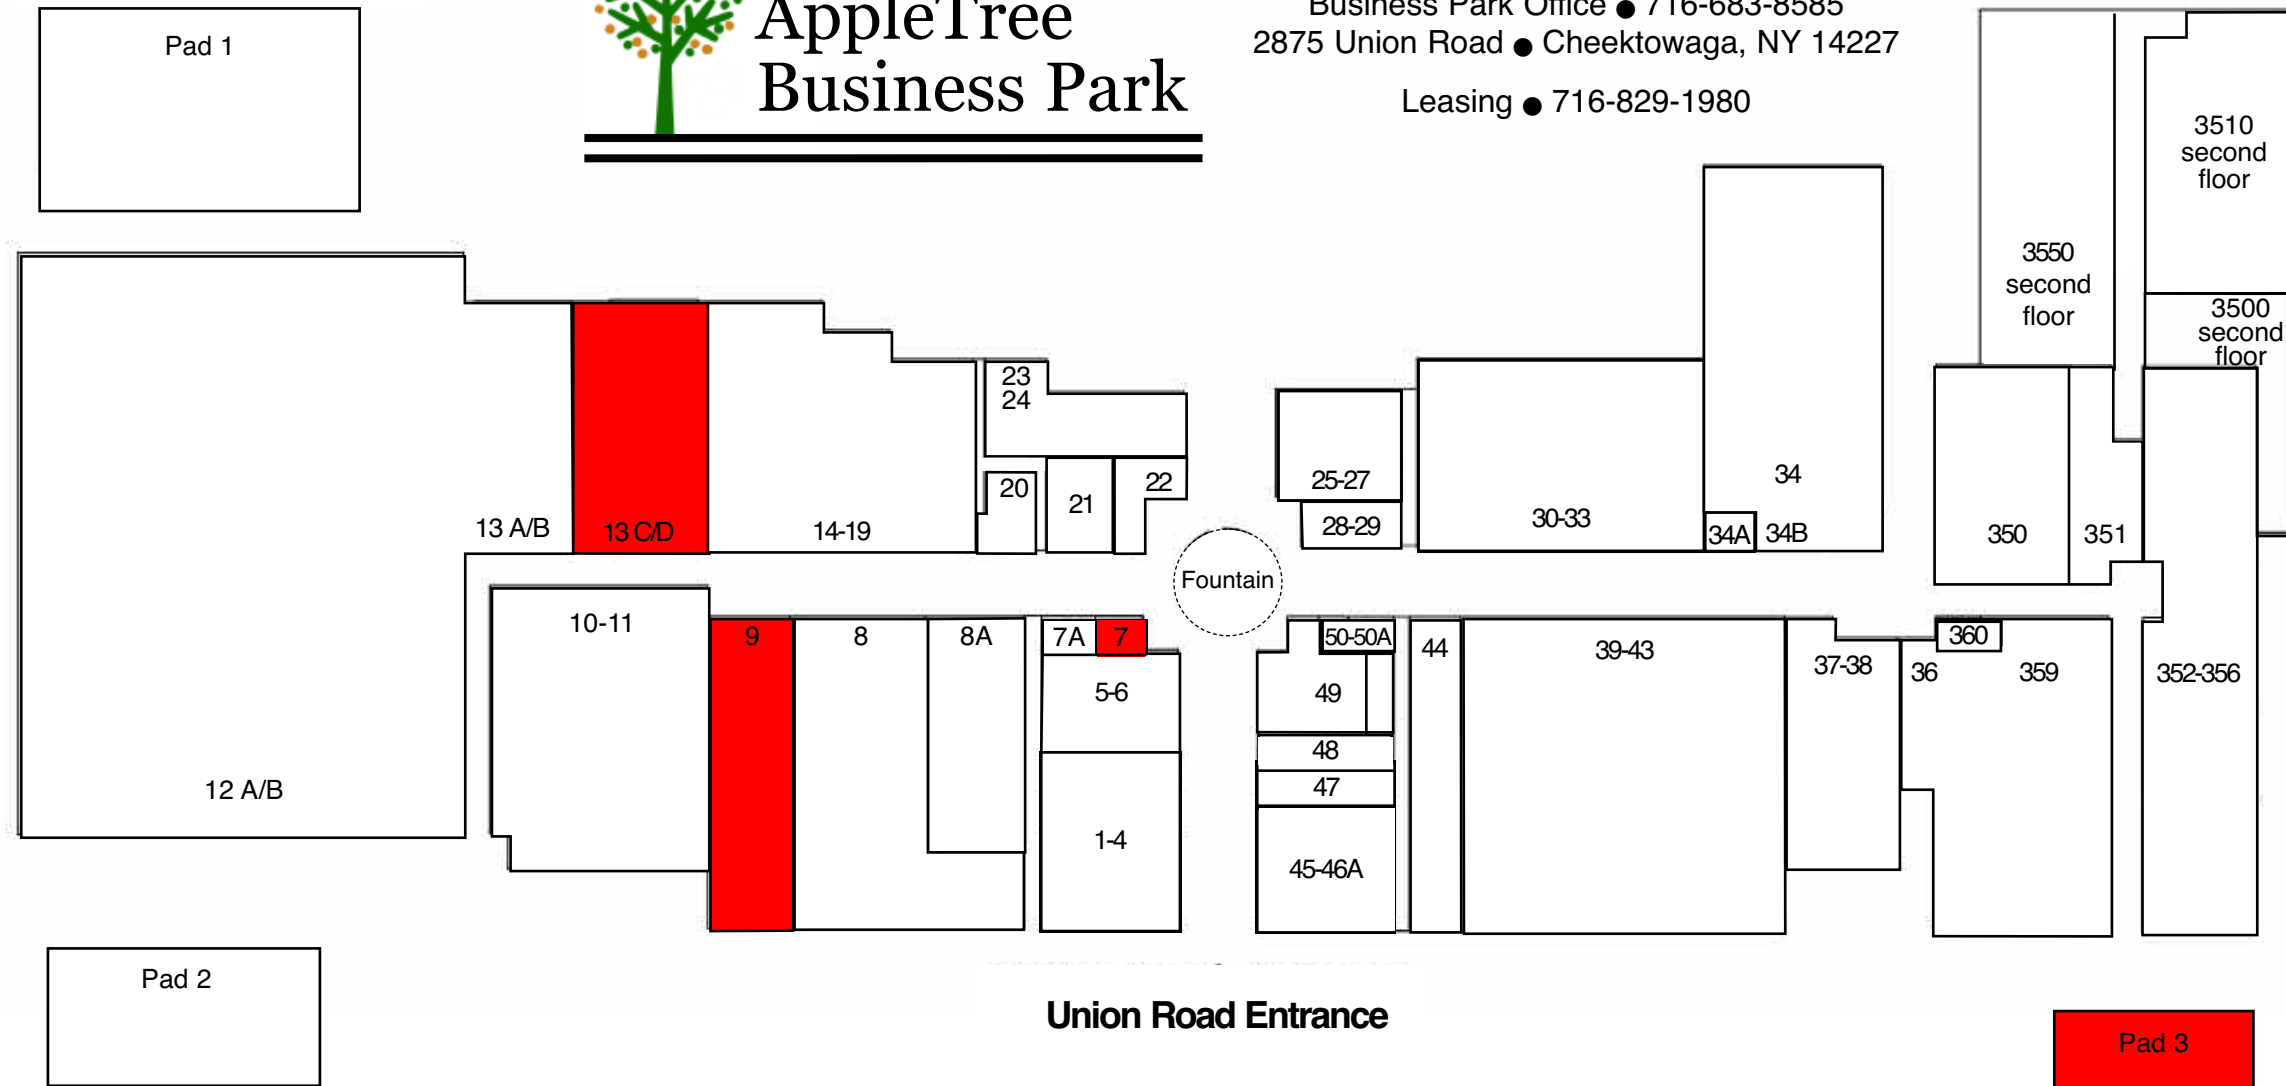 Pad 1
AppleTree
Business Park
Business Park Office ● 716-683-8585
2875 Union Road ● Cheektowaga, NY 14227
Leasing ● 716-829-1980
3510
second
floor
3550
second
floor
3500
second
floor
23
24
20
21
22
13 A/B
13 C/D
14-19
25-27
28-29
30-33
34
34A
34B
350
351
Fountain
10-11
9
8
8A
7A
7
5-6
1-4
50-50A
49
48
47
45-46A
44
39-43
37-38
36
360
359
352-356
12 A/B
Pad 2
Union Road Entrance
Pad 3